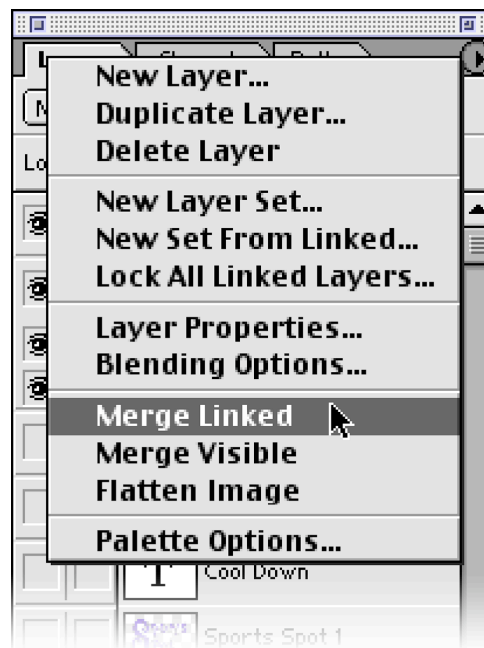 New Layer...
Duplicate Layer...
Delete Layer
New Layer Set...
New Set From Linked...
Lock All Linked Layers...
Layer Properties...
Blending Options...
Merge Linked
Merge Visible
Flatten Image
Palette Options...
T Cool Down
Sports Spot 1